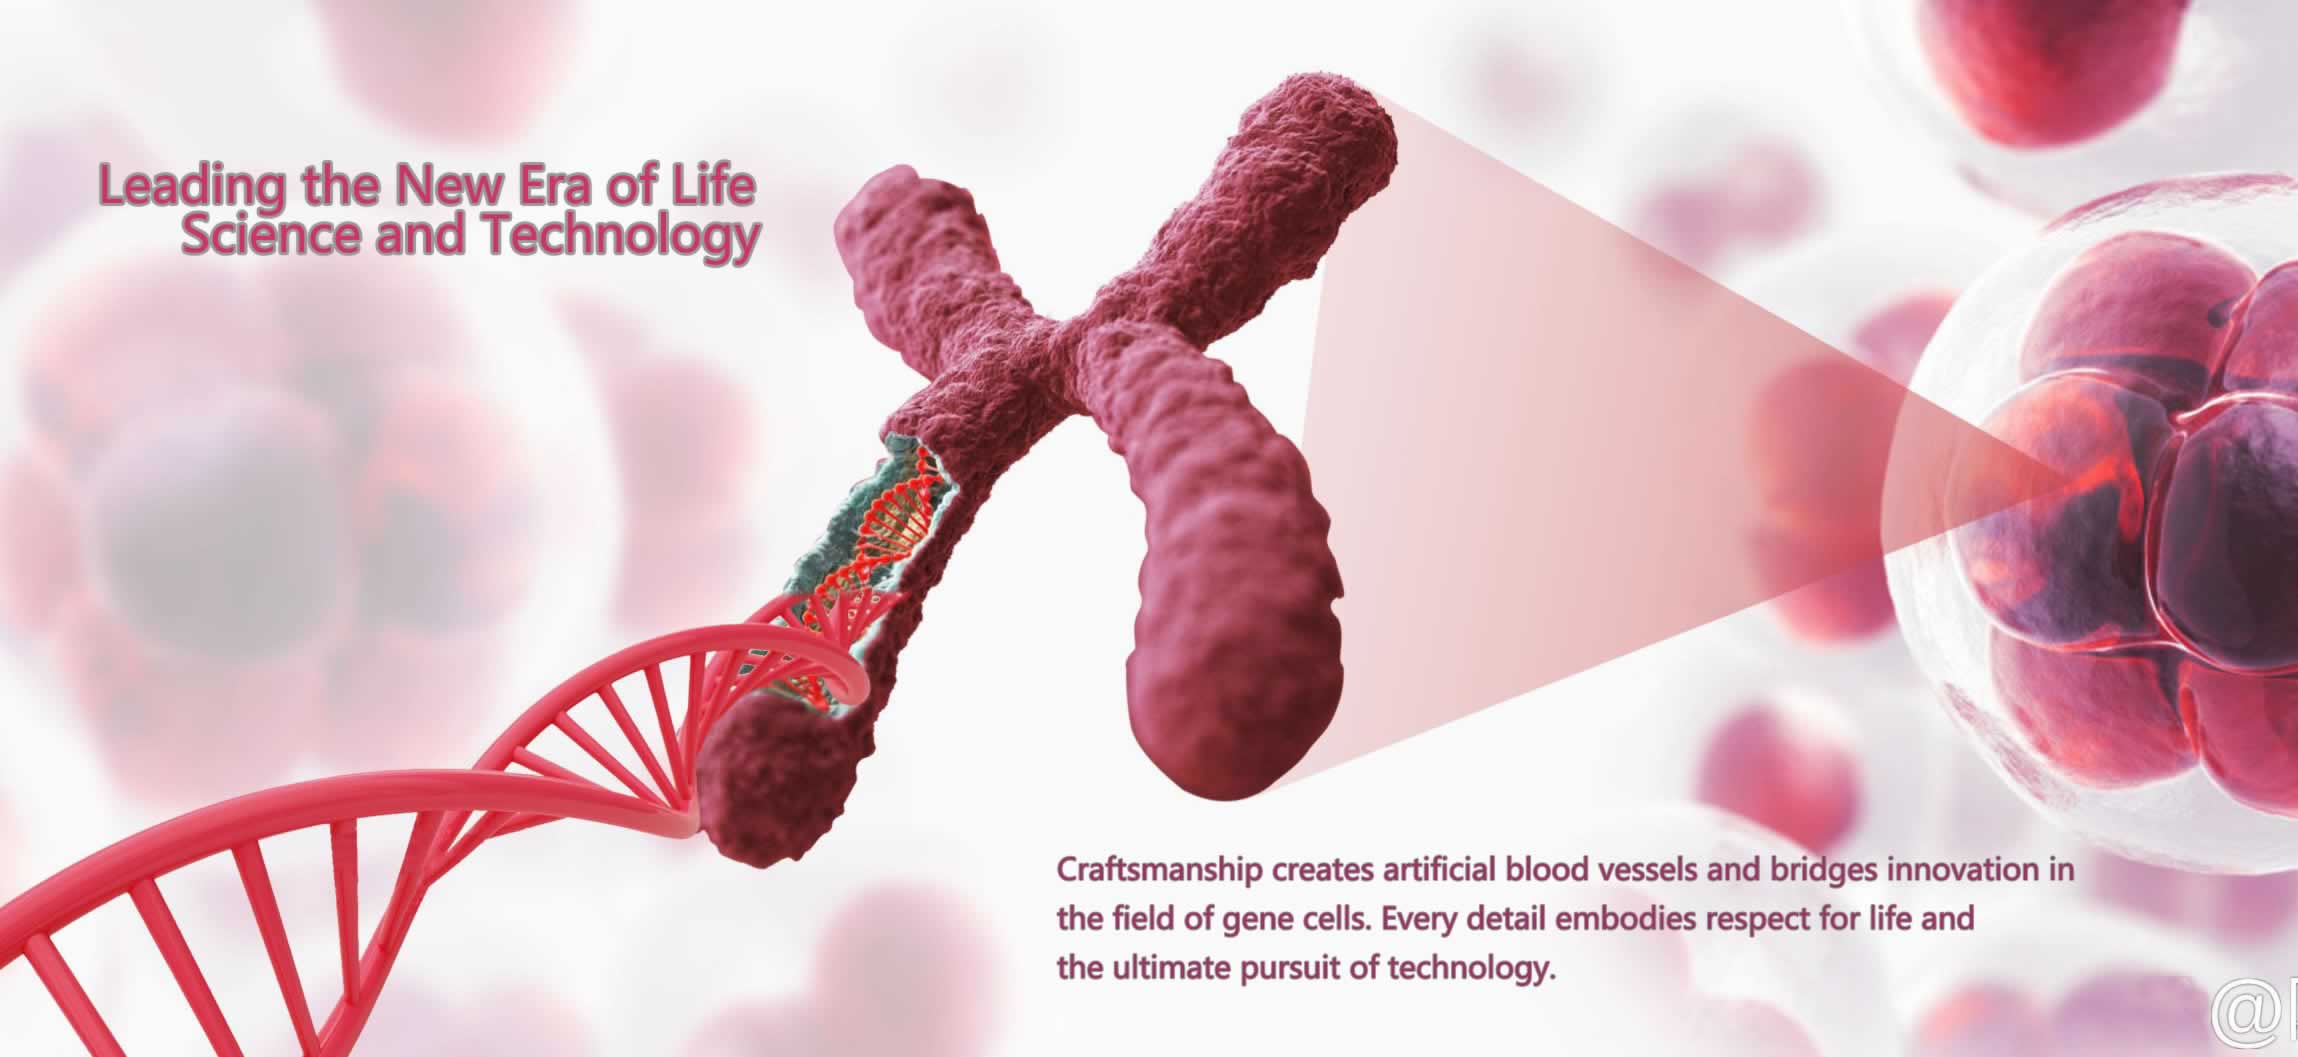 Leading the New Era of Life
Science and Technology
Craftsmanship creates artificial blood vessels and bridges innovation in
the field of gene cells. Every detail embodies respect for life and
the ultimate pursuit of technology.
@